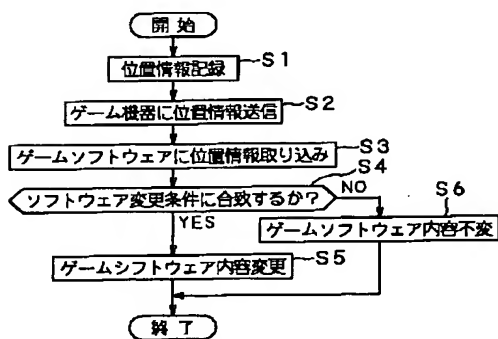 開始
位置情報記録 S1
ゲーム機器に位置情報送信 S2
ゲームソフトウェアに位置情報取り込み S3
ソフトウェア変更条件に合致するか? S4
NO
YES
ゲームソフトウェア内容不変 S6
ゲームシフトウェア内容変更 S5
終了